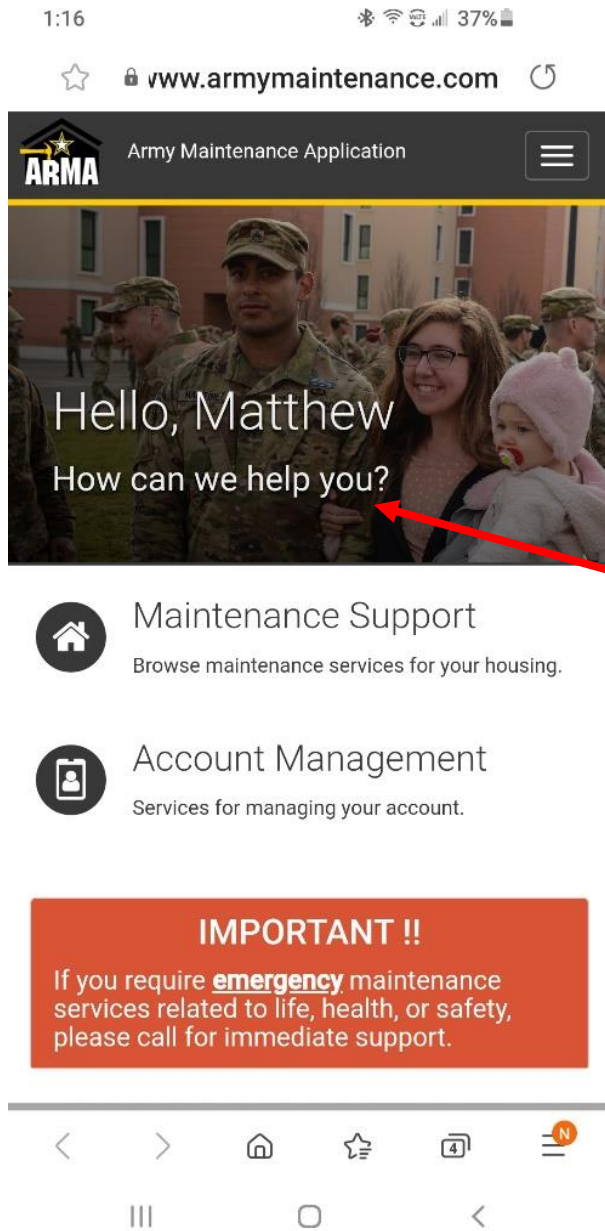 1:16
37%
www.armymaintenance.com
ARMA
Army Maintenance Application
Hello, Matthew
How can we help you?
Maintenance Support
Browse maintenance services for your housing.
Account Management
Services for managing your account.
IMPORTANT !!
If you require emergency maintenance
services related to life, health, or safety,
please call for immediate support.
4
N